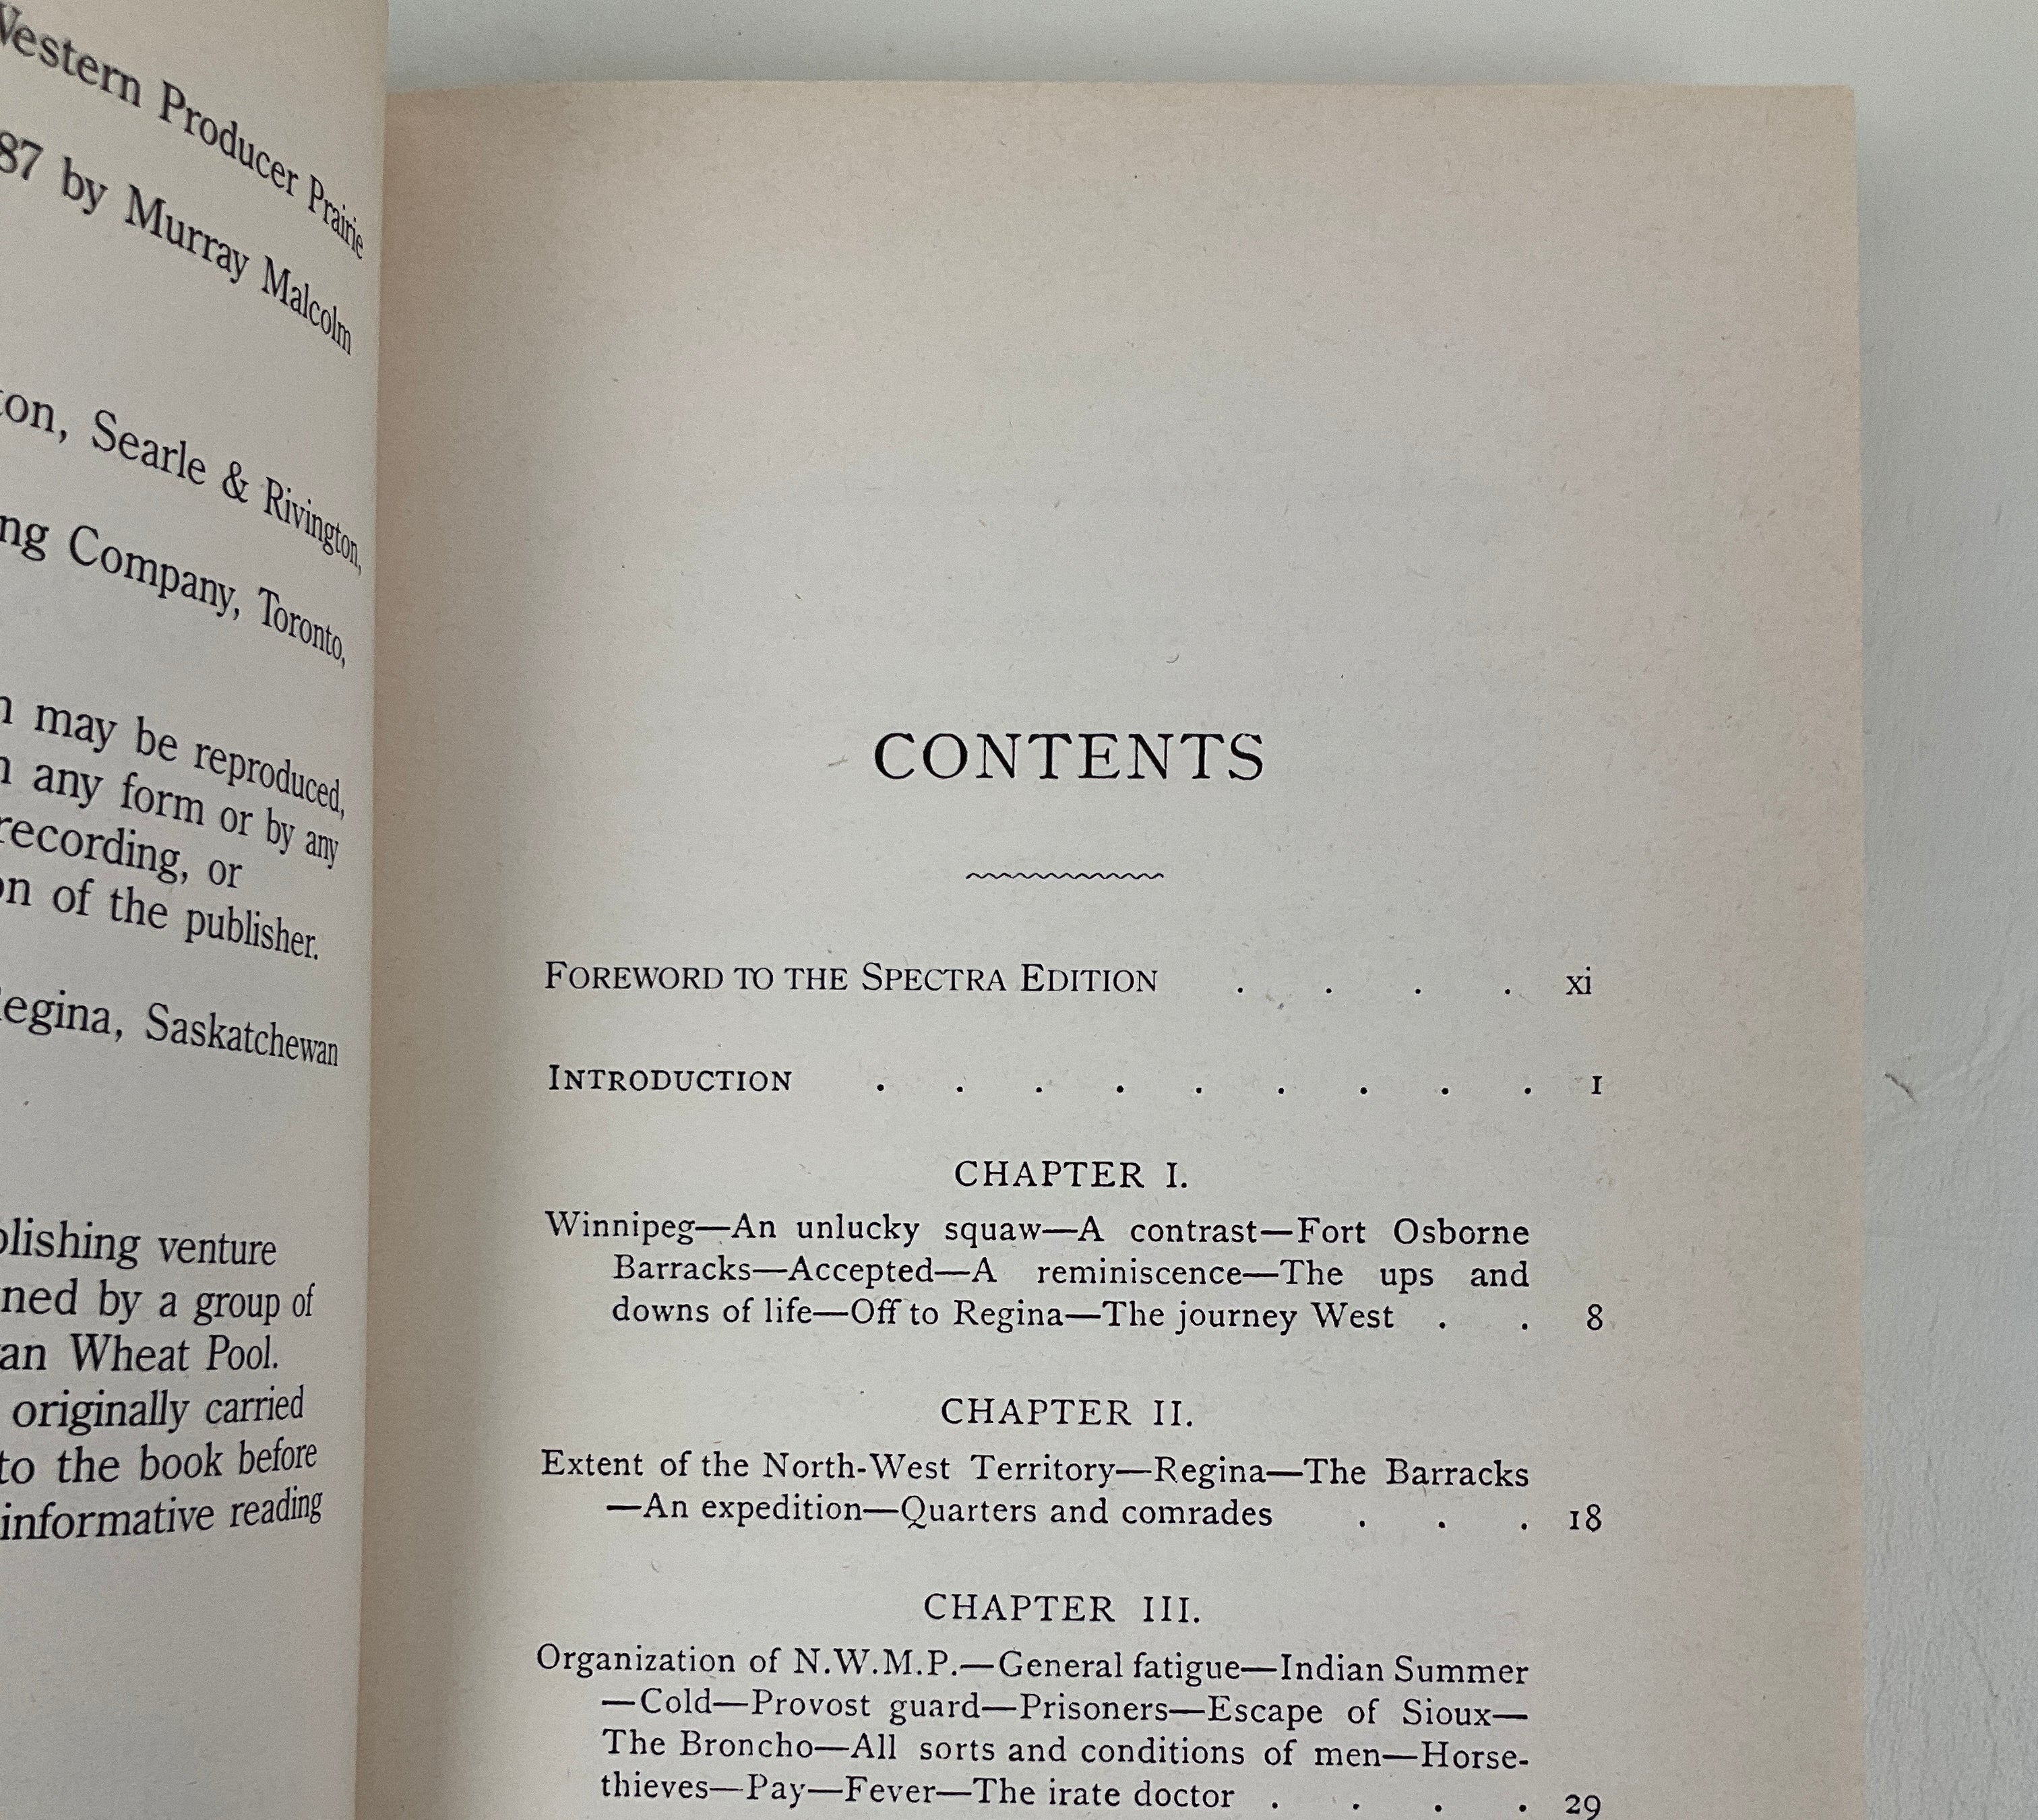 Western Producer Prairie
87 by Murray Malcolm
Searle & Rivington,
Company, Toronto,
may be reproduced,
any form or by any
recording, or
of the publisher.
Saskatchewan
venture
by a group of
Wheat Pool.
originally carried
to the book before
informative reading
CONTENTS
FOREWORD TO THE SPECTRA EDITION . . . . xi
INTRODUCTION . . . . . . . . . 1
CHAPTER I.
Winnipeg—An unlucky squaw—A contrast—Fort Osborne
Barracks—Accepted—A reminiscence—The ups and
downs of life—Off to Regina—The journey West . . 8
CHAPTER II.
Extent of the North-West Territory—Regina—The Barracks
—An expedition—Quarters and comrades . . . 18
CHAPTER III.
Organization of N.W.M.P.—General fatigue—Indian Summer
—Cold—Provost guard—Prisoners—Escape of Sioux—
The Broncho—All sorts and conditions of men—Horse-
thieves—Pay—Fever—The irate doctor . . . . 29